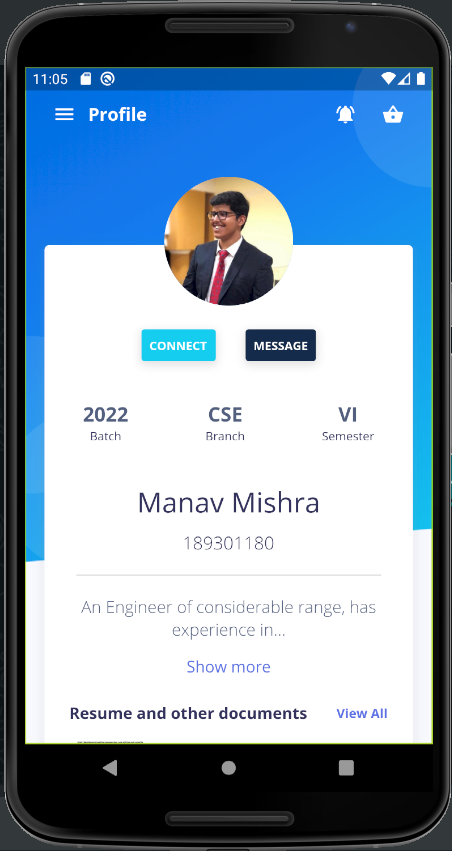 11:05
Profile
CONNECT MESSAGE
2022 CSE VI
Batch Branch Semester
Manav Mishra
189301180
An Engineer of considerable range, has
experience in...
Show more
Resume and other documents View All